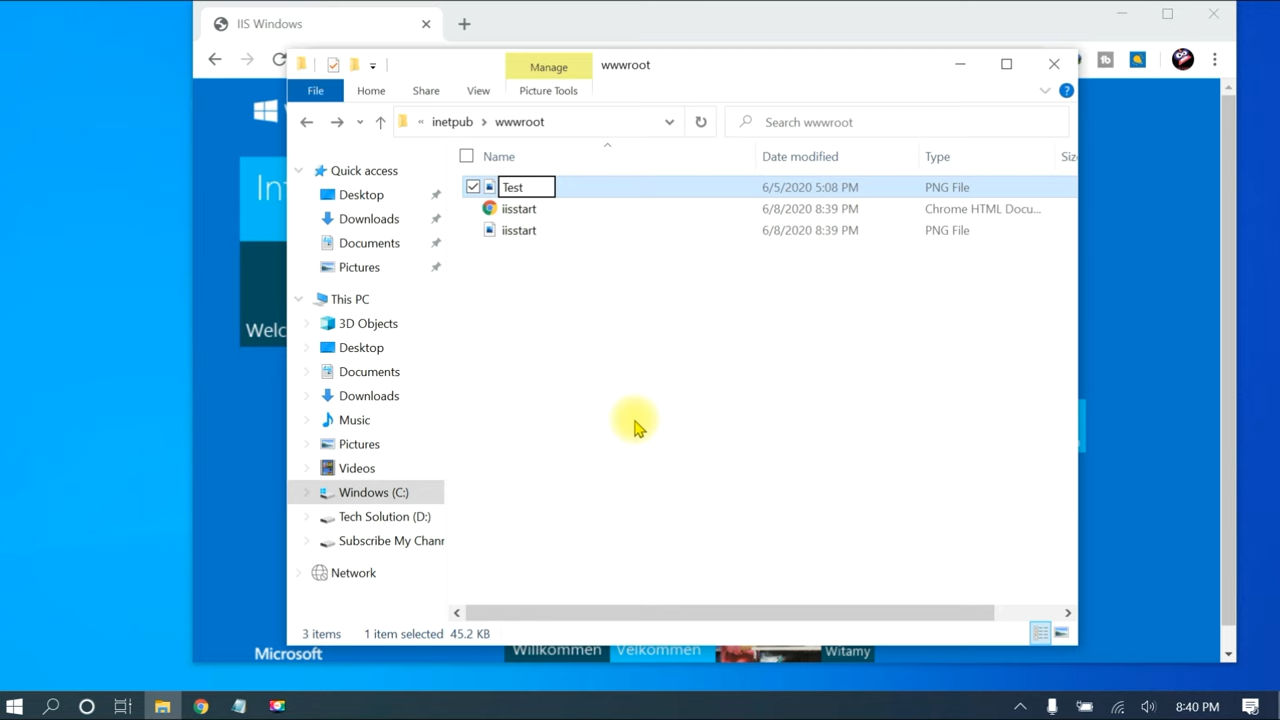 IIS Windows
Manage
wwwroot
File
Home
Share
View
Picture Tools
« inetpub › wwwroot
Search wwwroot
Name
Date modified
Type
Siz
Test
6/5/2020 5:08 PM
PNG File
iisstart
6/8/2020 8:39 PM
Chrome HTML Docu...
iisstart
6/8/2020 8:39 PM
PNG File
Quick access
Desktop
Downloads
Documents
Pictures
This PC
3D Objects
Desktop
Documents
Downloads
Music
Pictures
Videos
Windows (C:)
Tech Solution (D:)
Subscribe My Chanr
Network
3 items
1 item selected 45.2 KB
Welc
Microsoft
Willkommen
Velkommen
Witamy
8:40 PM